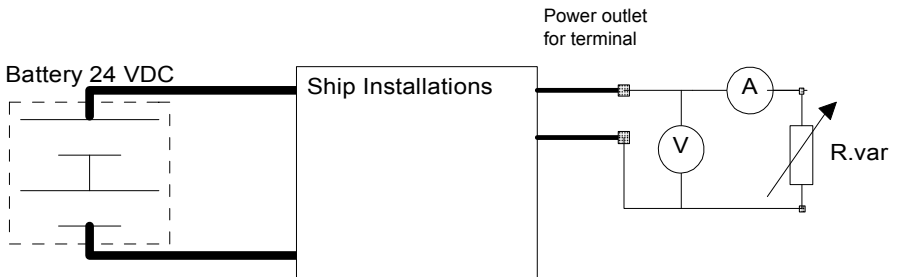 Power outlet
for terminal
Battery 24 VDC
Ship Installations
A
V
R.var